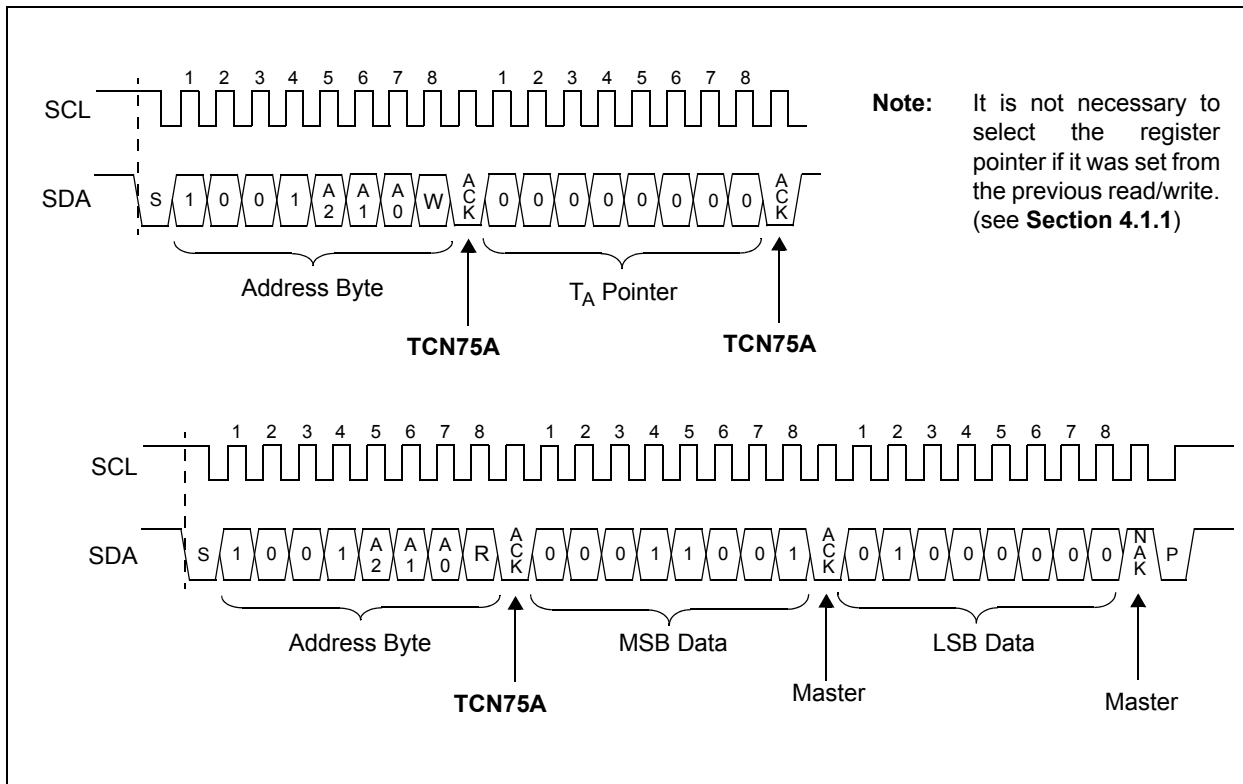 1 2 3 4 5 6 7 8 1 2 3 4 5 6 7 8
SCL
SDA S 1 0 0 1 A2 A1 A0 W ACK 0 0 0 0 0 0 0 0 ACK
Address Byte TA Pointer
TCN75A TCN75A
Note: It is not necessary to
select the register
pointer if it was set from
the previous read/write.
(see Section 4.1.1)
1 2 3 4 5 6 7 8 1 2 3 4 5 6 7 8 1 2 3 4 5 6 7 8
SCL
SDA S 1 0 0 1 A2 A1 A0 R ACK 0 0 0 1 1 0 0 1 ACK 0 1 0 0 0 0 0 0 NAK P
Address Byte MSB Data LSB Data
TCN75A Master Master